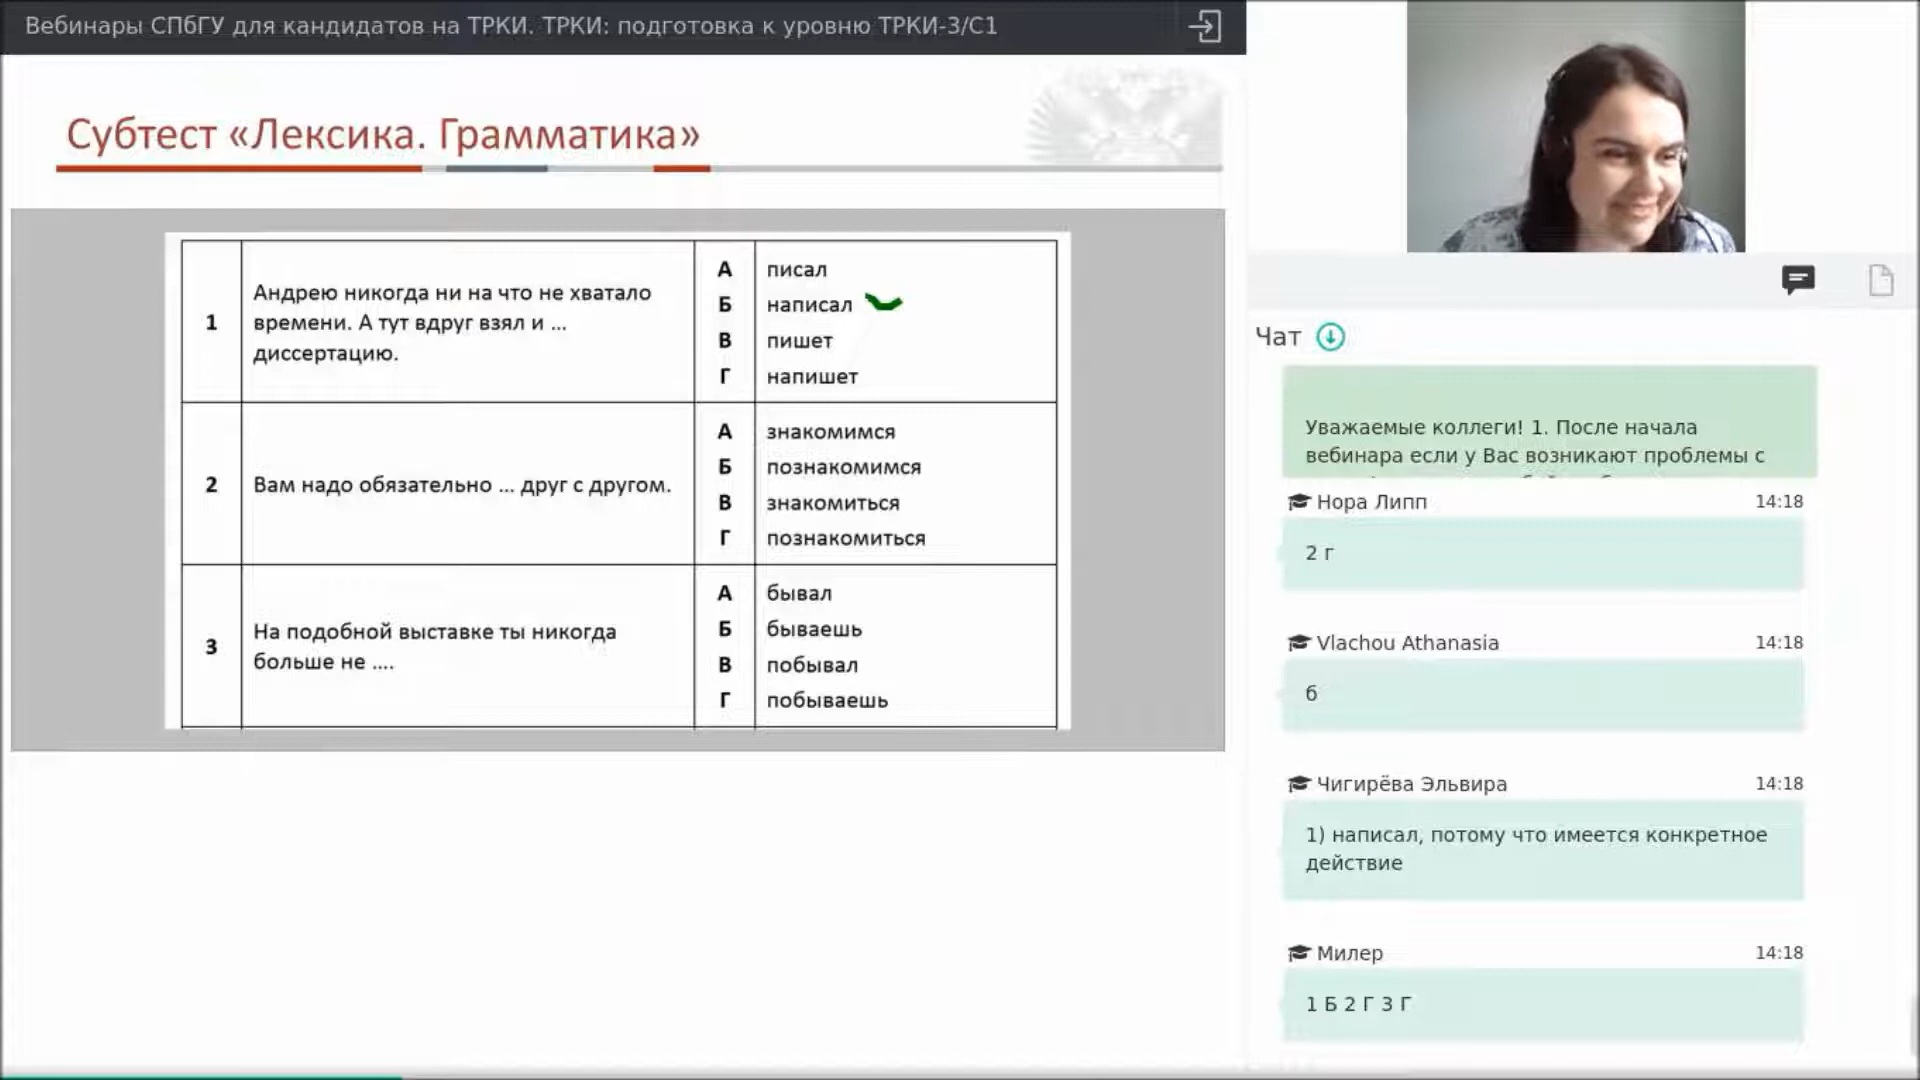 Вебинары СПбГУ для кандидатов на ТРКИ. ТРКИ: подготовка к уровню ТРКИ-3/С1
Субтест «Лексика. Грамматика»
1
Андрею никогда ни на что не хватало
времени. А тут вдруг взял и ...
диссертацию.
А писал
Б написал
В пишет
Г напишет
2
Вам надо обязательно ... друг с другом.
А знакомимся
Б познакомимся
В знакомиться
Г познакомиться
3
На подобной выставке ты никогда
больше не ....
А бывал
Б бываешь
В побывал
Г побываешь
Чат
Уважаемые коллеги! 1. После начала
вебинара если у Вас возникают проблемы с
Нора Липп 14:18
2 г
Vlachou Athanasia 14:18
б
Чигирёва Эльвира 14:18
1) написал, потому что имеется конкретное
действие
Милер 14:18
1 Б 2 Г 3 Г